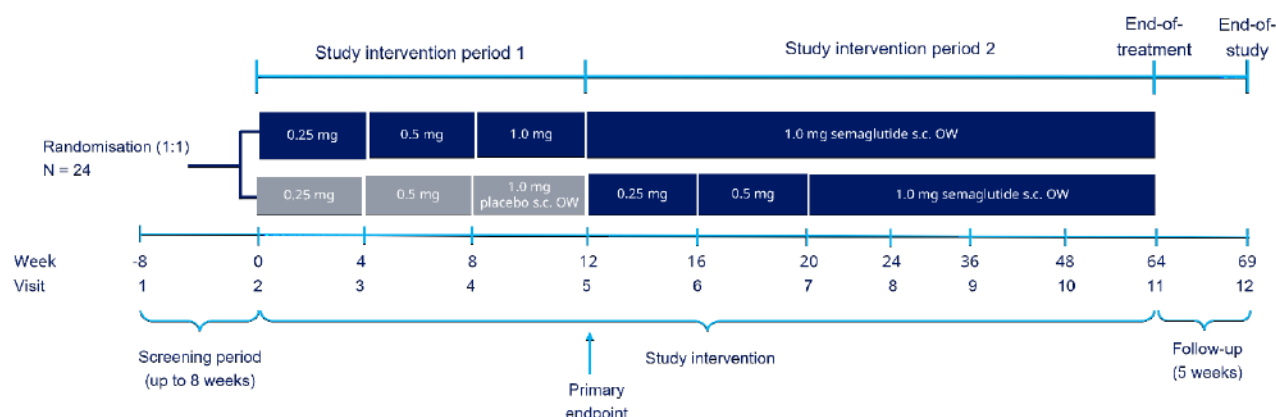 Study intervention period 1
Study intervention period 2
End-of-
treatment
End-of-
study
Randomisation (1:1)
N = 24
0.25 mg
0.5 mg
1.0 mg
1.0 mg semaglutide s.c. OW
0.25 mg
0.5 mg
1.0 mg
placebo s.c. OW
0.25 mg
0.5 mg
1.0 mg semaglutide s.c. OW
Week -8 0 4 8 12 16 20 24 36 48 64 69
Visit 1 2 3 4 5 6 7 8 9 10 11 12
Screening period
(up to 8 weeks)
Primary
endpoint
Study intervention
Follow-up
(5 weeks)